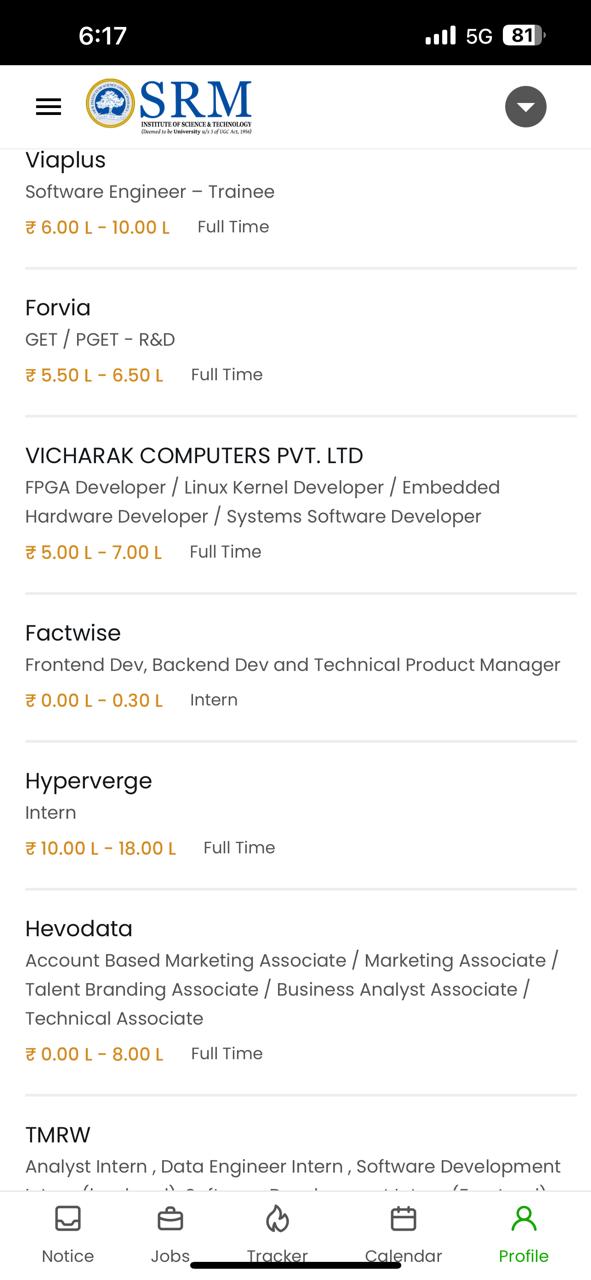 6:17
5G
81
SRM
INSTITUTE OF SCIENCE & TECHNOLOGY
(Deemed to be University u/s 3 of UGC Act, 1956)
Viaplus
Software Engineer – Trainee
₹ 6.00 L - 10.00 L Full Time
Forvia
GET / PGET - R&D
₹ 5.50 L - 6.50 L Full Time
VICHARAK COMPUTERS PVT. LTD
FPGA Developer / Linux Kernel Developer / Embedded
Hardware Developer / Systems Software Developer
₹ 5.00 L - 7.00 L Full Time
Factwise
Frontend Dev, Backend Dev and Technical Product Manager
₹ 0.00 L - 0.30 L Intern
Hyperverge
Intern
₹ 10.00 L - 18.00 L Full Time
Hevodata
Account Based Marketing Associate / Marketing Associate /
Talent Branding Associate / Business Analyst Associate /
Technical Associate
₹ 0.00 L - 8.00 L Full Time
TMRW
Analyst Intern , Data Engineer Intern , Software Development
Notice
Jobs
Tracker
Calendar
Profile